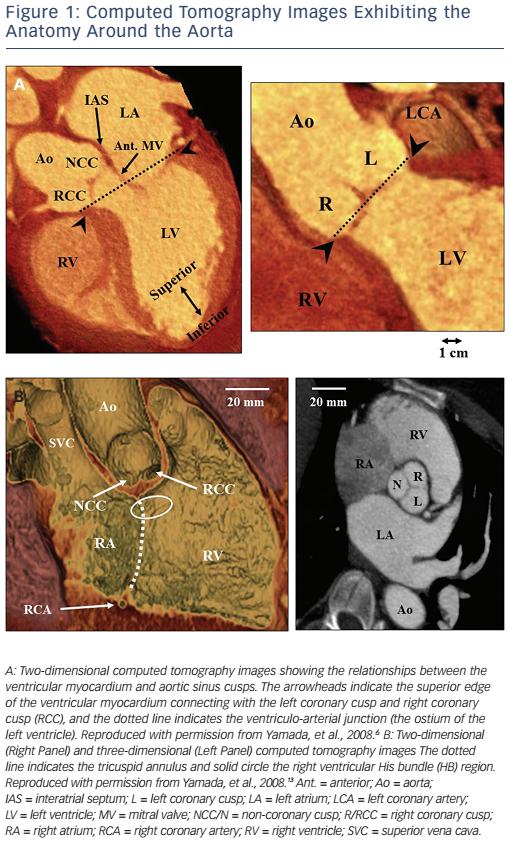 Figure 1: Computed Tomography Images Exhibiting the
Anatomy Around the Aorta
A
IAS
LA
Ao
NCC
Ant. MV
RCC
LV
RV
Superior
Inferior
Ao
LCA
L
R
LV
RV
1 cm
B
20 mm
Ao
SVC
NCC
RCC
RA
RV
RCA
20 mm
RV
RA
N
R
L
LA
Ao
A: Two-dimensional computed tomography images showing the relationships between the
ventricular myocardium and aortic sinus cusps. The arrowheads indicate the superior edge
of the ventricular myocardium connecting with the left coronary cusp and right coronary
cusp (RCC), and the dotted line indicates the ventriculo-arterial junction (the ostium of the
left ventricle). Reproduced with permission from Yamada, et al., 2008.⁶ B: Two-dimensional
(Right Panel) and three-dimensional (Left Panel) computed tomography images The dotted
line indicates the tricuspid annulus and solid circle the right ventricular His bundle (HB) region.
Reproduced with permission from Yamada, et al., 2008.¹³ Ant. = anterior; Ao = aorta;
IAS = interatrial septum; L = left coronary cusp; LA = left atrium; LCA = left coronary artery;
LV = left ventricle; MV = mitral valve; NCC/N = non-coronary cusp; R/RCC = right coronary cusp;
RA = right atrium; RCA = right coronary artery; RV = right ventricle; SVC = superior vena cava.